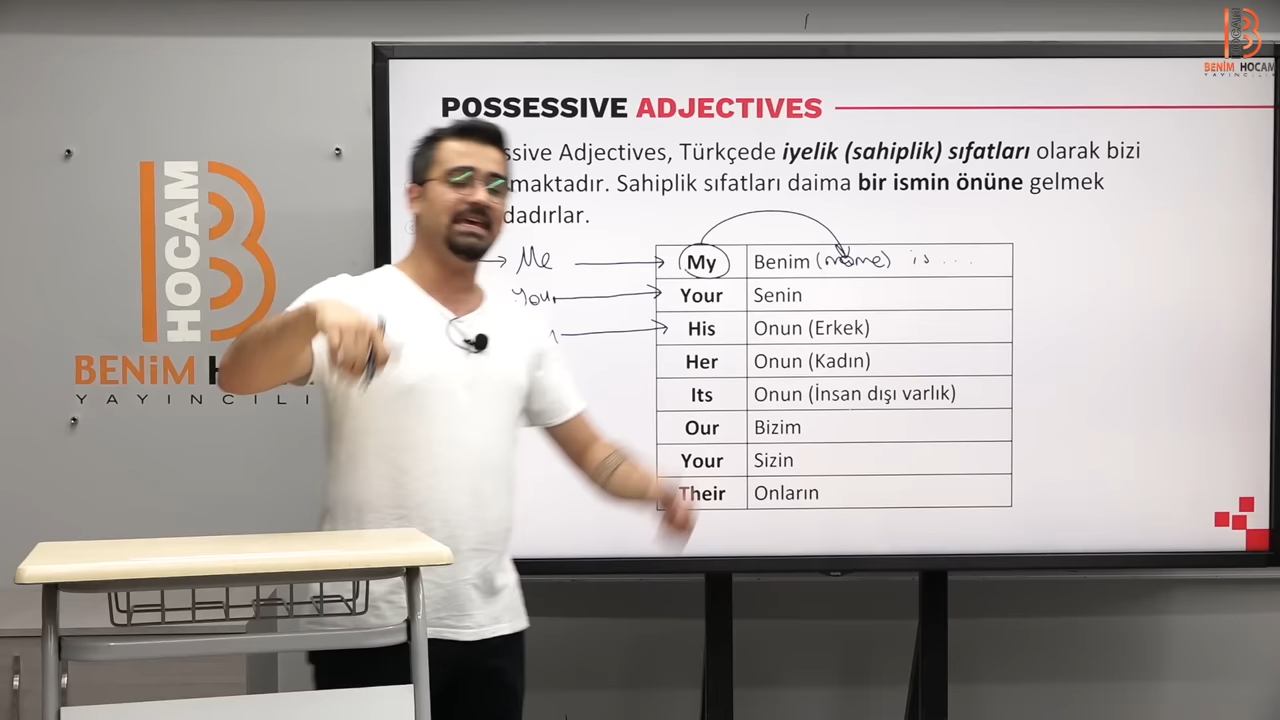 BENİM HOCAM
YAYINCILIK
HOCAM
BENİM H
YAYINCILI
POSSESSIVE ADJECTIVES
ssive Adjectives, Türkçede iyelik (sahiplik) sıfatları olarak bizi
maktadır. Sahiplik sıfatları daima bir ismin önüne gelmek
dadırlar.
Me My Benim (name) is ...
You Your Senin
His Onun (Erkek)
Her Onun (Kadın)
Its Onun (İnsan dışı varlık)
Our Bizim
Your Sizin
Their Onların